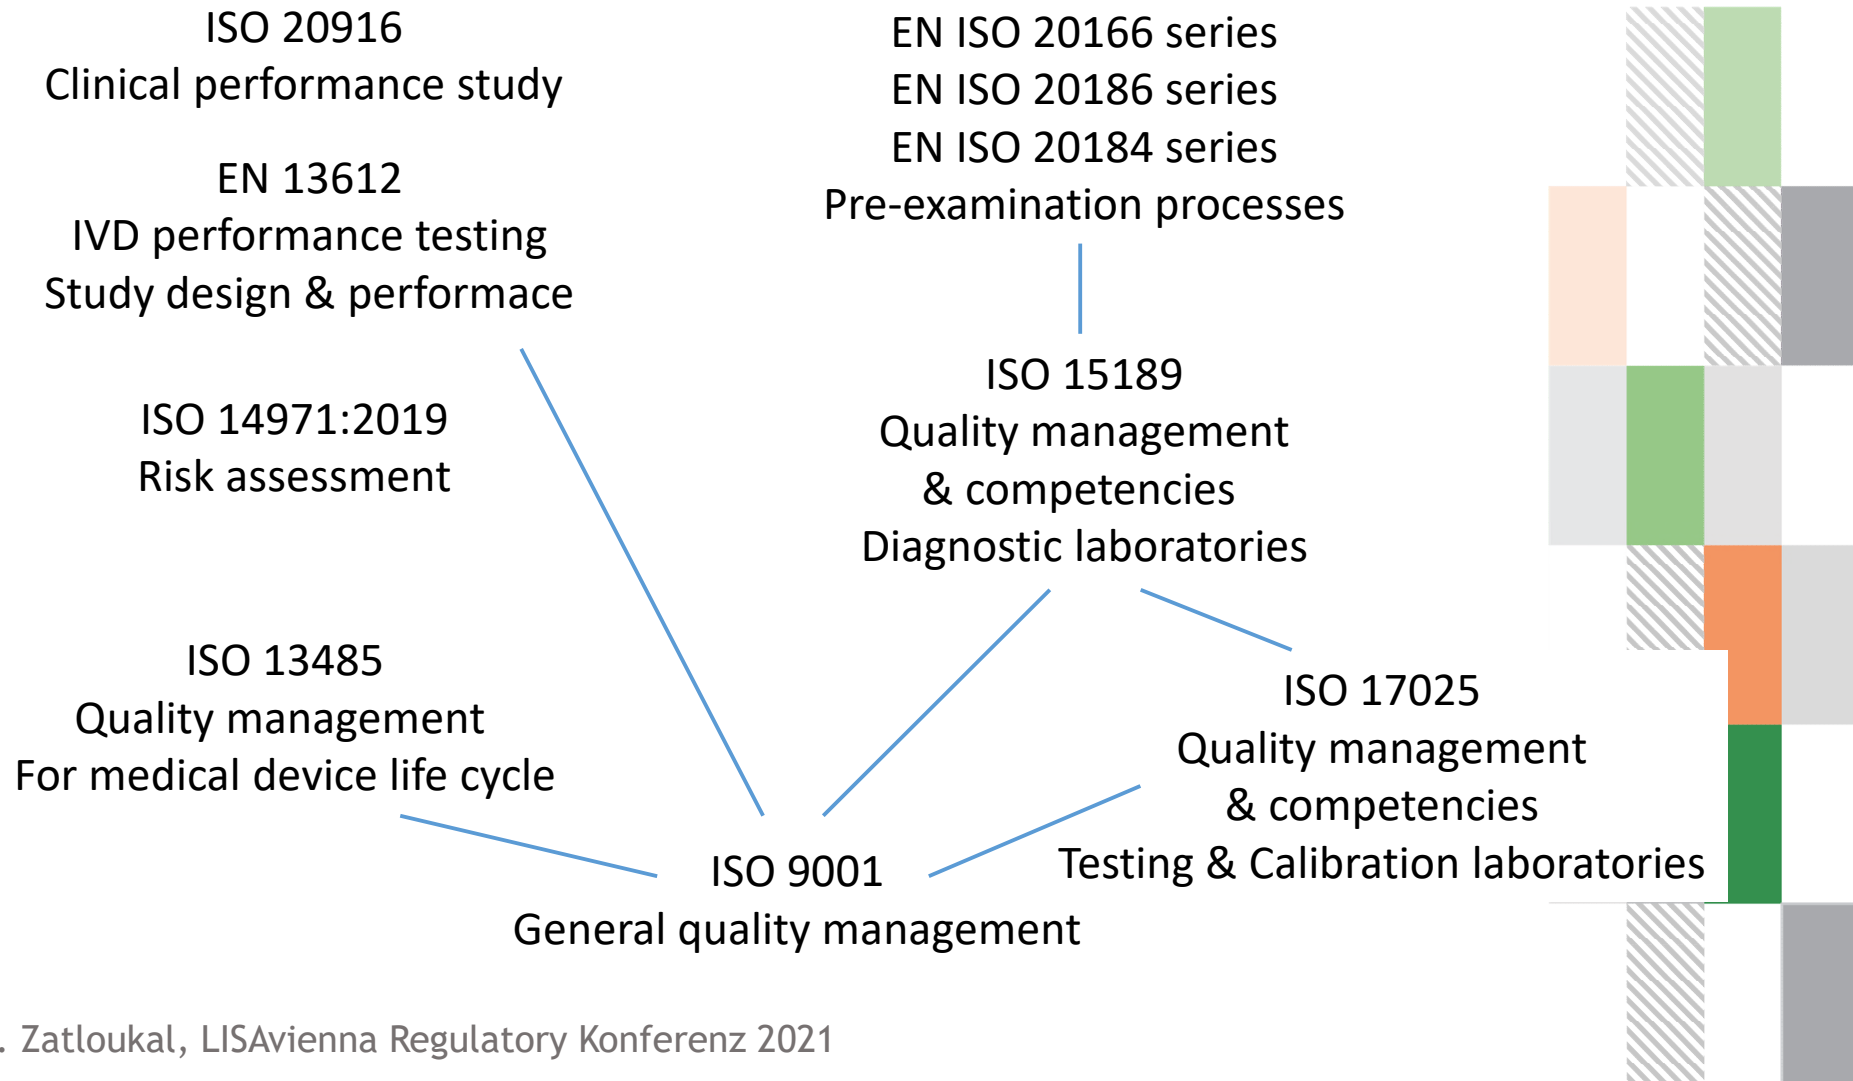 ISO 20916
Clinical performance study
EN 13612
IVD performance testing
Study design & performace
ISO 14971:2019
Risk assessment
ISO 13485
Quality management
For medical device life cycle
EN ISO 20166 series
EN ISO 20186 series
EN ISO 20184 series
Pre-examination processes
ISO 15189
Quality management
& competencies
Diagnostic laboratories
ISO 17025
Quality management
& competencies
Testing & Calibration laboratories
ISO 9001
General quality management
. Zatloukal, LISAvienna Regulatory Konferenz 2021